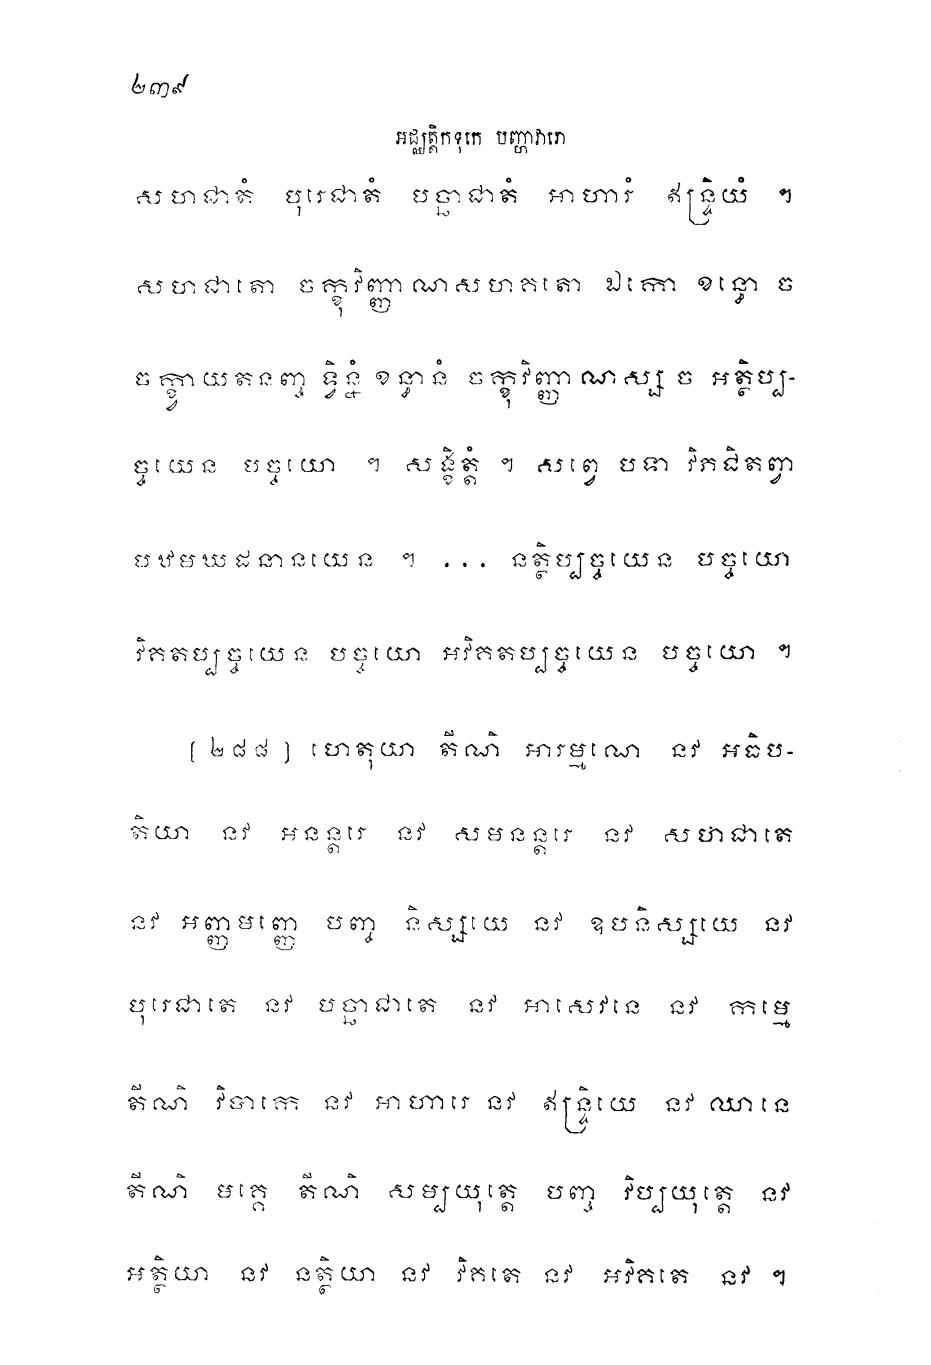 ២៣៩
អជ្ឈត្តិកទុកេ បញ្ហាវារោ
សហជាតំ បុរេជាតំ បច្ឆាជាតំ អាហារំ ឥន្ទ្រិយំ ។
សហជាតោ ចក្ខុវិញ្ញាណសហគតោ ឯកោ ខន្ធោ ច
ចក្ខ្វាយតនញ្ច ទ្វិន្នំ ខន្ធានំ ចក្ខុវិញ្ញាណស្ស ច អត្ថិប្ប-
ច្ចយេន បច្ចយោ ។ សង្ខិត្តំ ។ សព្វេ បទា វិភជិតព្វា
បឋមឃដនានយេន ។ ... នត្ថិប្បច្ចយេន បច្ចយោ
វិគតប្បច្ចយេន បច្ចយោ អវិគតប្បច្ចយេន បច្ចយោ ។
[ ២៨៨ ] ហេតុយា តីណិ អារម្មណេ នវ អធិប-
តិយា នវ អនន្តរេ នវ សមនន្តរេ នវ សហជាតេ
នវ អញ្ញមញ្ញេ បញ្ច និស្សយេ នវ ឧបនិស្សយេ នវ
បុរេជាតេ នវ បច្ឆាជាតេ នវ អាសេវនេ នវ កម្មេ
តីណិ វិបាកេ នវ អាហារេ នវ ឥន្ទ្រិយេ នវ ឈានេ
តីណិ មគ្គេ តីណិ សម្បយុត្តេ បញ្ច វិប្បយុត្តេ នវ
អត្ថិយា នវ នត្ថិយា នវ វិគតេ នវ អវិគតេ នវ ។